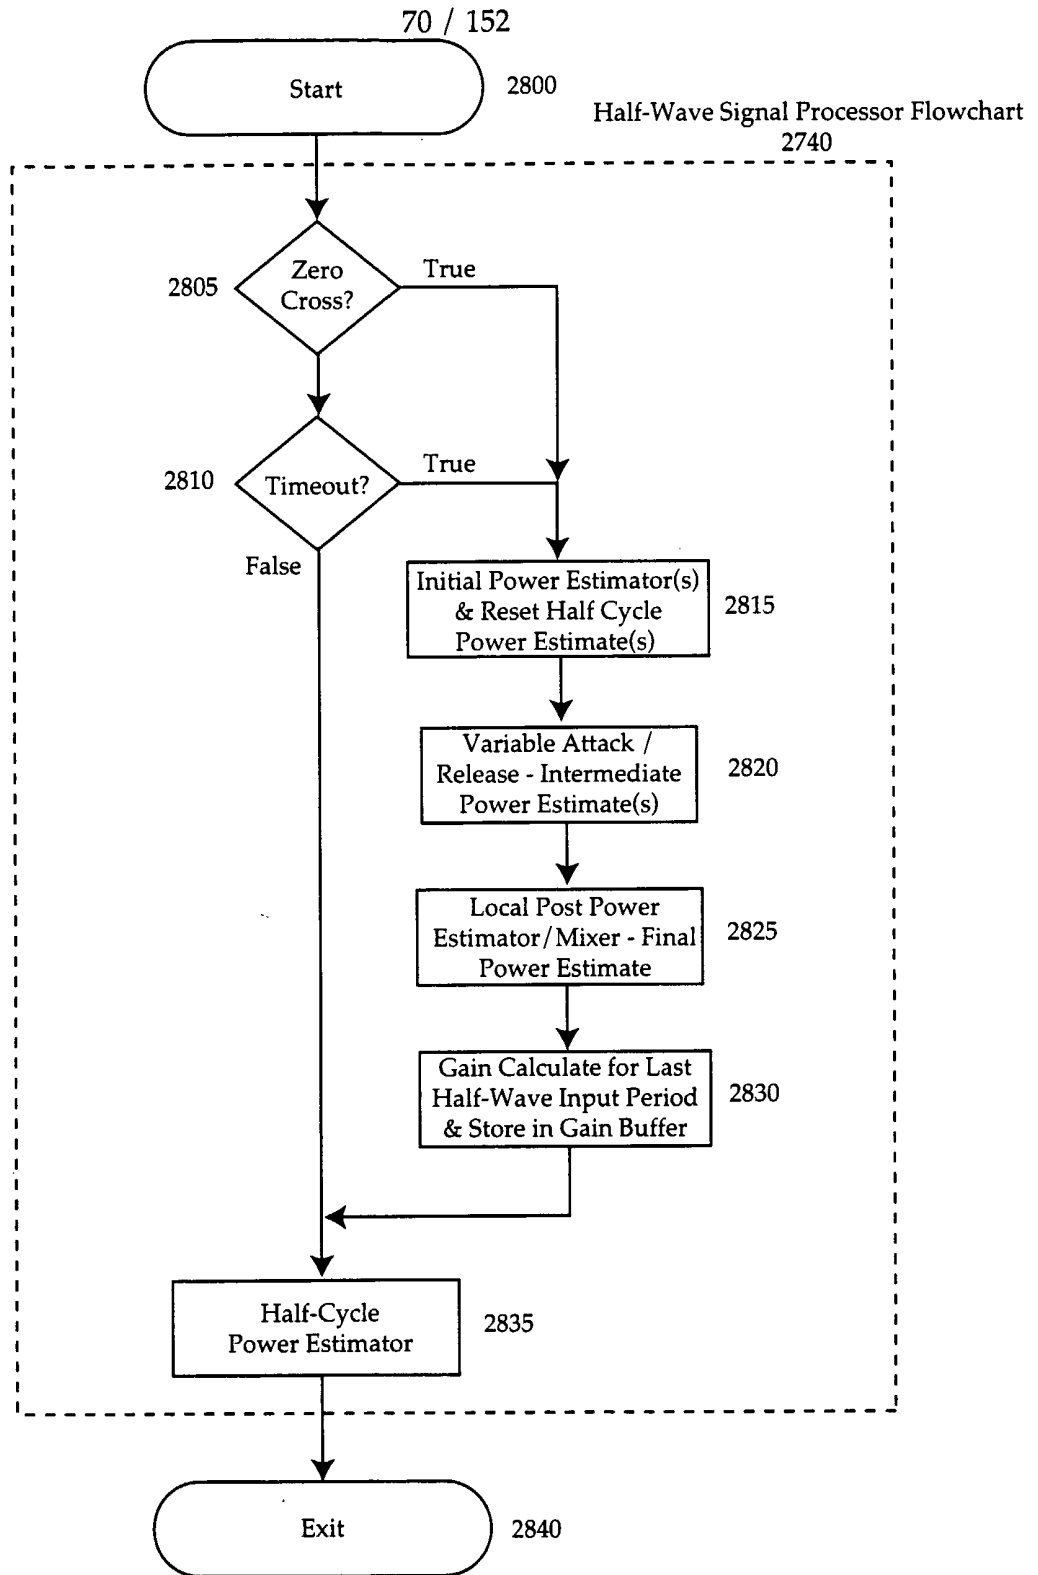 70 / 152
Start
2800
Half-Wave Signal Processor Flowchart
2740
Zero
Cross?
2805
True
Timeout?
2810
True
False
Initial Power Estimator(s)
& Reset Half Cycle
Power Estimate(s)
2815
Variable Attack /
Release - Intermediate
Power Estimate(s)
2820
Local Post Power
Estimator/Mixer - Final
Power Estimate
2825
Gain Calculate for Last
Half-Wave Input Period
& Store in Gain Buffer
2830
Half-Cycle
Power Estimator
2835
Exit
2840